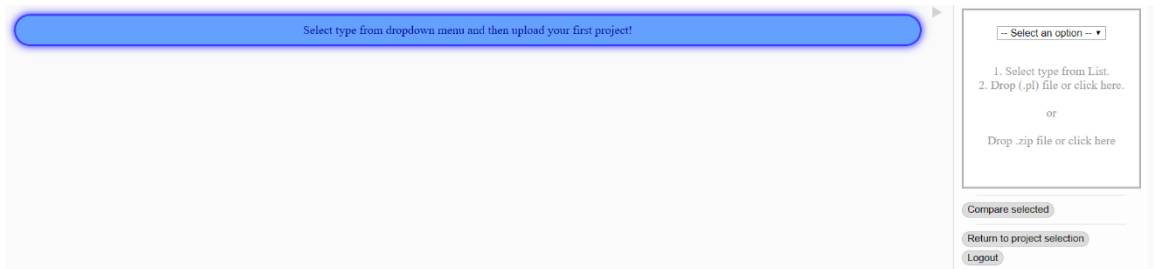 Select type from dropdown menu and then upload your first project!
-- Select an option --
1. Select type from List.
2. Drop (.pl) file or click here.
or
Drop .zip file or click here
Compare selected
Return to project selection
Logout